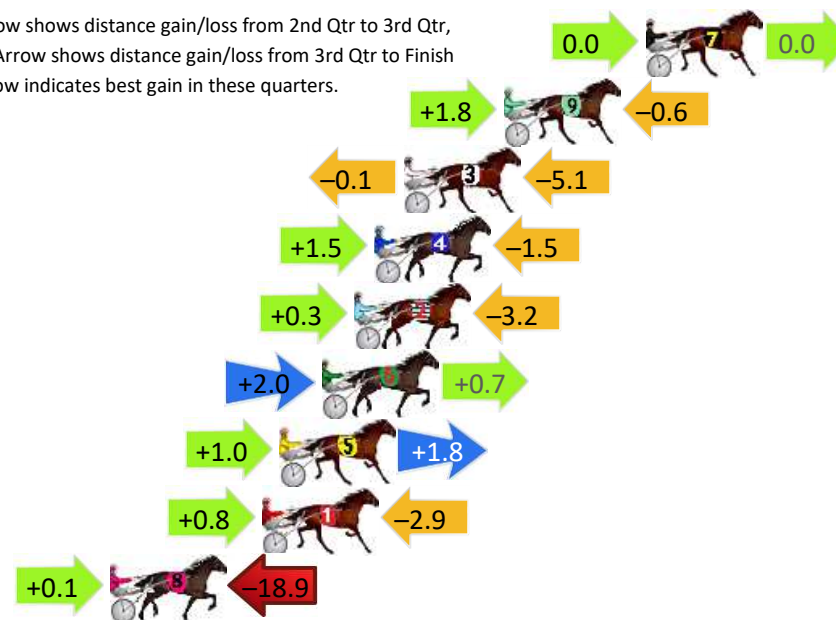 ow shows distance gain/loss from 2nd Qtr to 3rd Qtr,
Arrow shows distance gain/loss from 3rd Qtr to Finish
ow indicates best gain in these quarters.
0.0 7 0.0
+1.8 9 –0.6
–0.1 3 –5.1
+1.5 4 –1.5
+0.3 2 –3.2
+2.0 6 +0.7
+1.0 5 +1.8
+0.8 1 –2.9
+0.1 8 –18.9